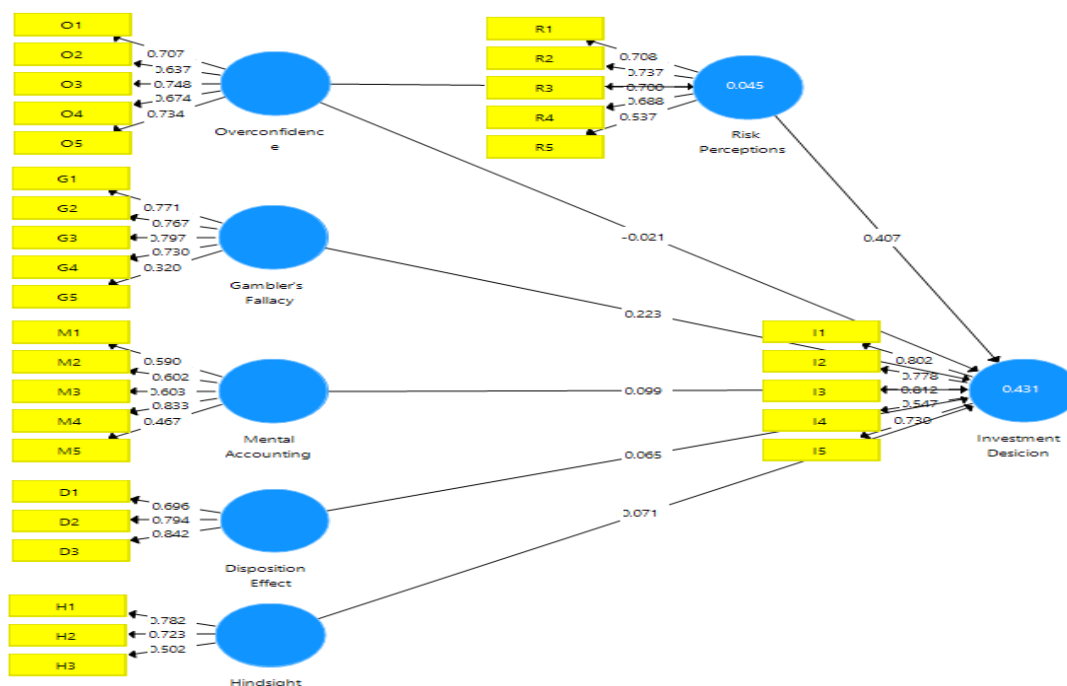 O1
O2
O3
O4
O5
0.707
0.637
0.748
0.674
0.734
Overconfidenc
e
R1
R2
R3
R4
R5
0.708
0.737
0.700
0.688
0.537
0.045
Risk
Perceptions
G1
G2
G3
G4
G5
0.771
0.767
0.797
0.730
0.320
Gambler's
Fallacy
-0.021
0.407
0.223
M1
M2
M3
M4
M5
0.590
0.602
0.603
0.833
0.467
Mental
Accounting
0.099
I1
I2
I3
I4
I5
0.802
0.778
0.812
0.547
0.730
0.431
Investment
Desicion
D1
D2
D3
0.696
0.794
0.842
Disposition
Effect
0.065
0.071
H1
H2
H3
0.782
0.723
0.502
Hindsight